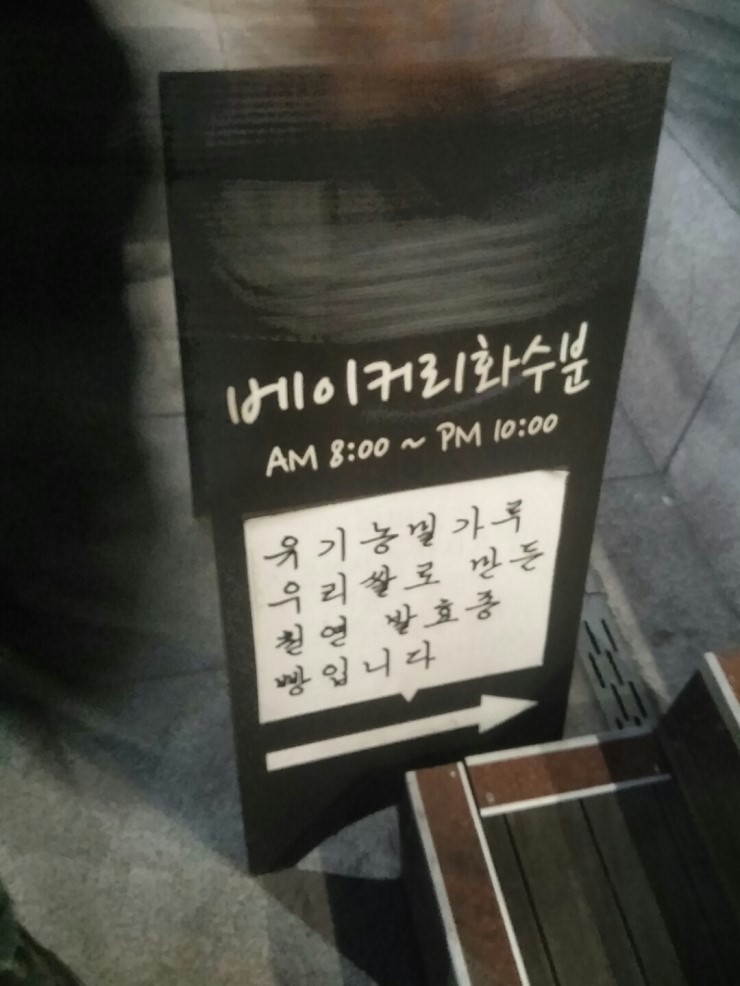 베이커리화수분
AM 8:00 ~ PM 10:00
유기농밀가루
우리쌀로 만든
천연 발효종
빵입니다